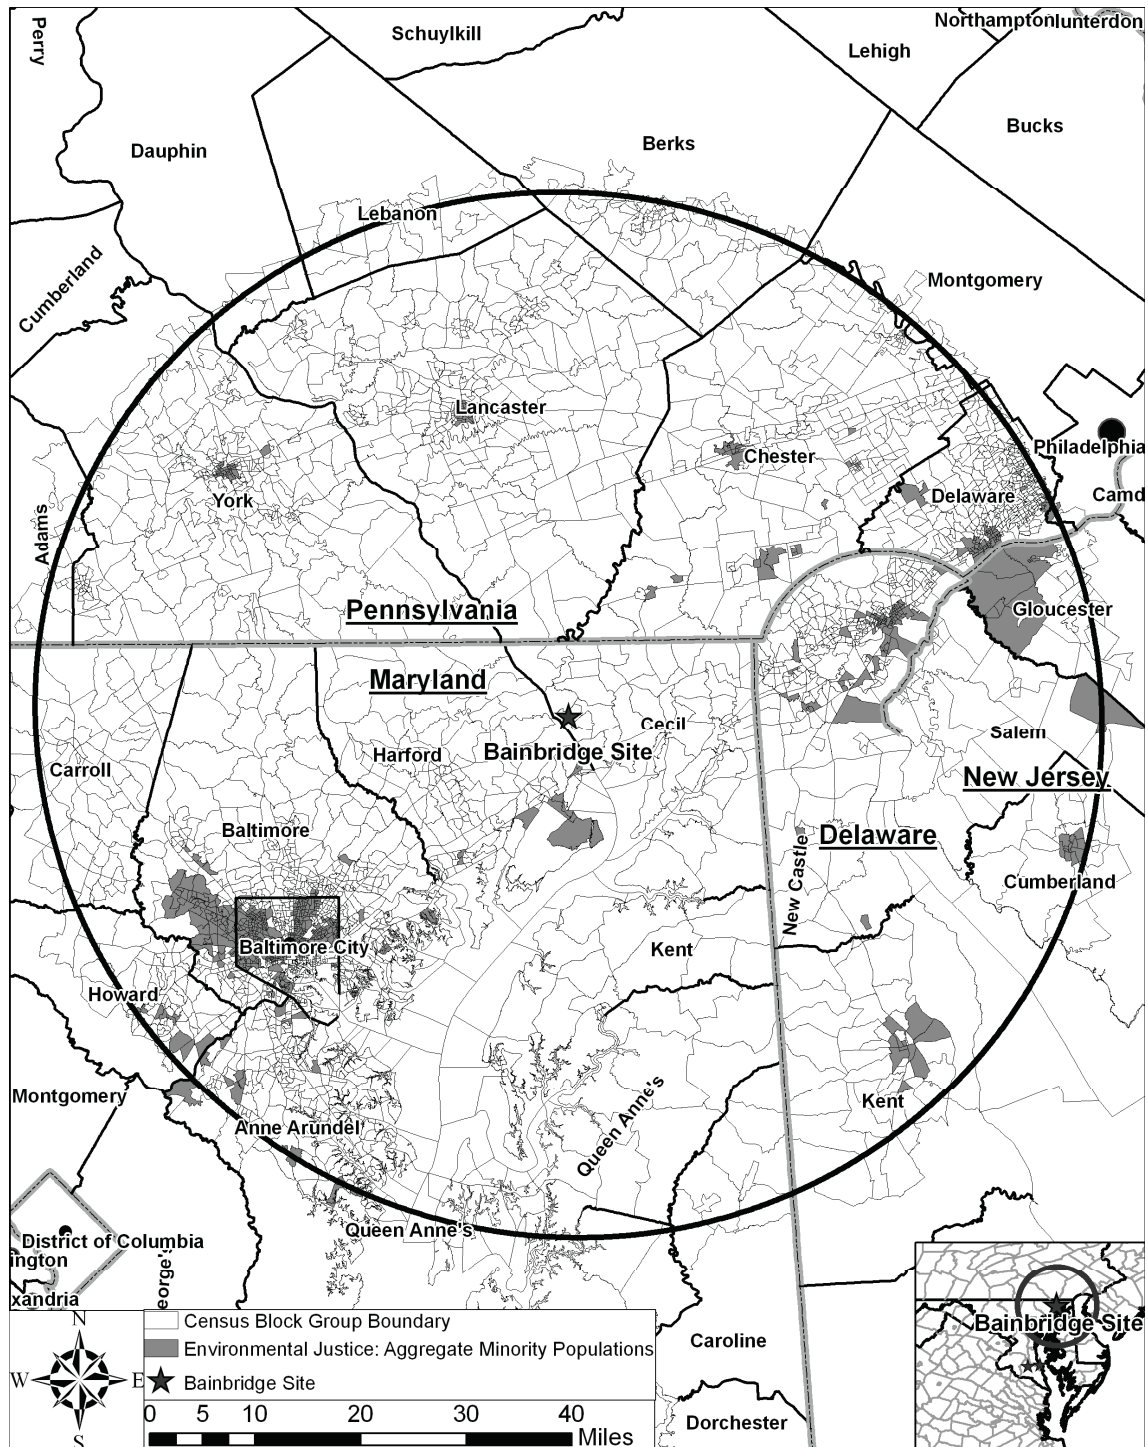 Perry
Schuylkill
Northampton
Hunterdon
Lehigh
Bucks
Dauphin
Berks
Lebanon
Cumberland
Montgomery
Lancaster
Chester
Philadelphia
York
Delaware
Camd
Adams
Pennsylvania
Gloucester
Maryland
Cecil
Salem
Harford
Bainbridge Site
Carroll
New Jersey
Baltimore
Delaware
New Castle
Cumberland
Baltimore City
Kent
Howard
Montgomery
Queen Anne's
Kent
Anne Arundel
Queen Anne's
District of Columbia
ington
eorge's
xandria
Bainbridge Site
N
W
E
S
Census Block Group Boundary
Environmental Justice: Aggregate Minority Populations
Bainbridge Site
0 5 10 20 30 40
Miles
Caroline
Dorchester